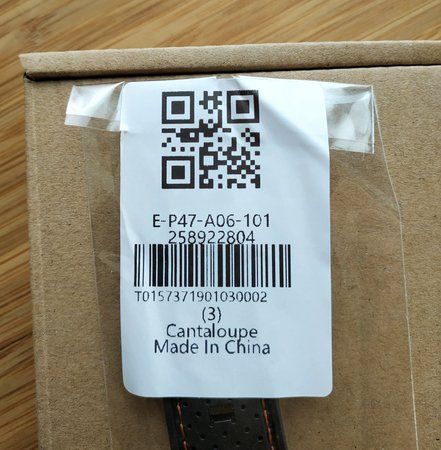 E-P47-A06-101
258922804
T0157371901030002
(3)
Cantaloupe
Made In China